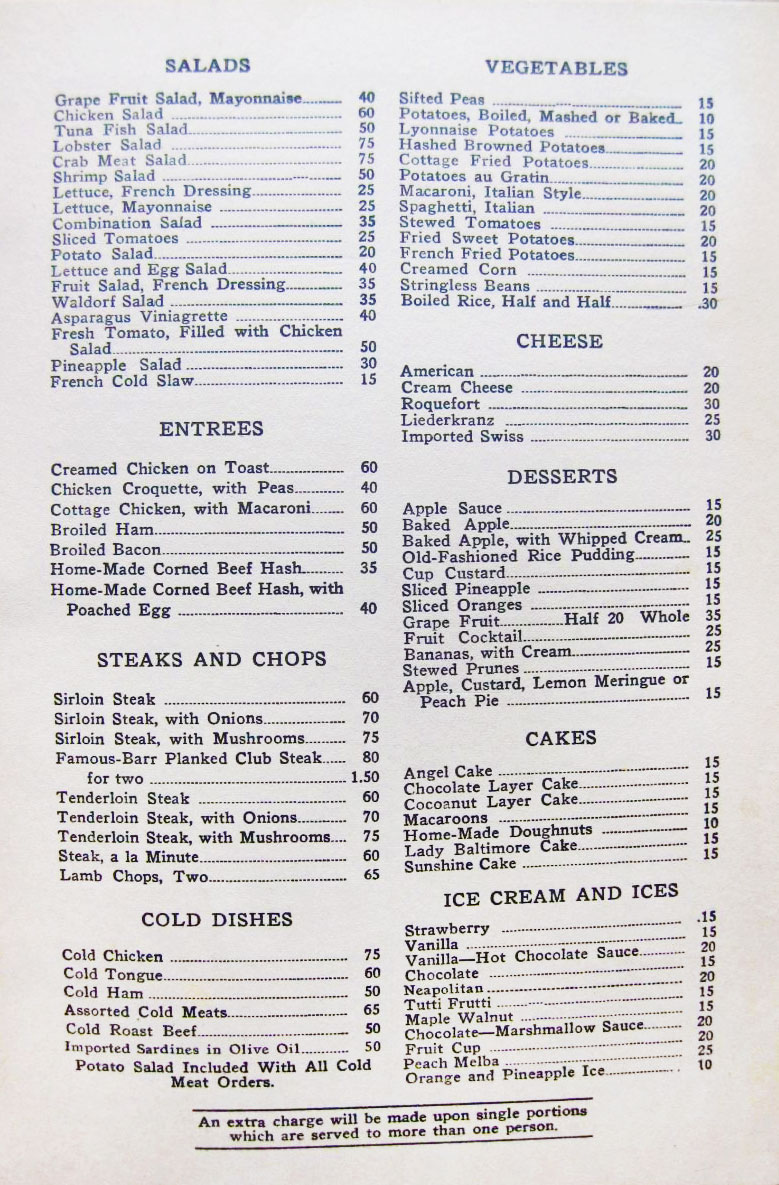 SALADS
Grape Fruit Salad, Mayonnaise 40
Chicken Salad 60
Tuna Fish Salad 50
Lobster Salad 75
Crab Meat Salad 75
Shrimp Salad 50
Lettuce, French Dressing 25
Lettuce, Mayonnaise 25
Combination Salad 35
Sliced Tomatoes 25
Potato Salad 20
Lettuce and Egg Salad 40
Fruit Salad, French Dressing 35
Waldorf Salad 35
Asparagus Viniagrette 40
Fresh Tomato, Filled with Chicken
Salad 50
Pineapple Salad 30
French Cold Slaw 15
ENTREES
Creamed Chicken on Toast 60
Chicken Croquette, with Peas 40
Cottage Chicken, with Macaroni 60
Broiled Ham 50
Broiled Bacon 50
Home-Made Corned Beef Hash 35
Home-Made Corned Beef Hash, with
Poached Egg 40
STEAKS AND CHOPS
Sirloin Steak 60
Sirloin Steak, with Onions 70
Sirloin Steak, with Mushrooms 75
Famous-Barr Planked Club Steak 80
for two 1.50
Tenderloin Steak 60
Tenderloin Steak, with Onions 70
Tenderloin Steak, with Mushrooms 75
Steak, a la Minute 60
Lamb Chops, Two 65
COLD DISHES
Cold Chicken 75
Cold Tongue 60
Cold Ham 50
Assorted Cold Meats 65
Cold Roast Beef 50
Imported Sardines in Olive Oil 50
Potato Salad Included With All Cold
Meat Orders.
VEGETABLES
Sifted Peas 15
Potatoes, Boiled, Mashed or Baked 10
Lyonnaise Potatoes 15
Hashed Browned Potatoes 15
Cottage Fried Potatoes 20
Potatoes au Gratin 20
Macaroni, Italian Style 20
Spaghetti, Italian 20
Stewed Tomatoes 15
Fried Sweet Potatoes 20
French Fried Potatoes 15
Creamed Corn 15
Stringless Beans 15
Boiled Rice, Half and Half .30
CHEESE
American 20
Cream Cheese 20
Roquefort 30
Liederkranz 25
Imported Swiss 30
DESSERTS
Apple Sauce 15
Baked Apple 20
Baked Apple, with Whipped Cream 25
Old-Fashioned Rice Pudding 15
Cup Custard 15
Sliced Pineapple 15
Sliced Oranges 15
Grape Fruit Half 20 Whole 35
Fruit Cocktail 25
Bananas, with Cream 25
Stewed Prunes 15
Apple, Custard, Lemon Meringue or
Peach Pie 15
CAKES
Angel Cake 15
Chocolate Layer Cake 15
Cocoanut Layer Cake 15
Macaroons 15
Home-Made Doughnuts 10
Lady Baltimore Cake 15
Sunshine Cake 15
ICE CREAM AND ICES
Strawberry .15
Vanilla 15
Vanilla—Hot Chocolate Sauce 20
Chocolate 15
Neapolitan 20
Tutti Frutti 15
Maple Walnut 15
Chocolate—Marshmallow Sauce 20
Fruit Cup 20
Peach Melba 25
Orange and Pineapple Ice 10
An extra charge will be made upon single portions
which are served to more than one person.